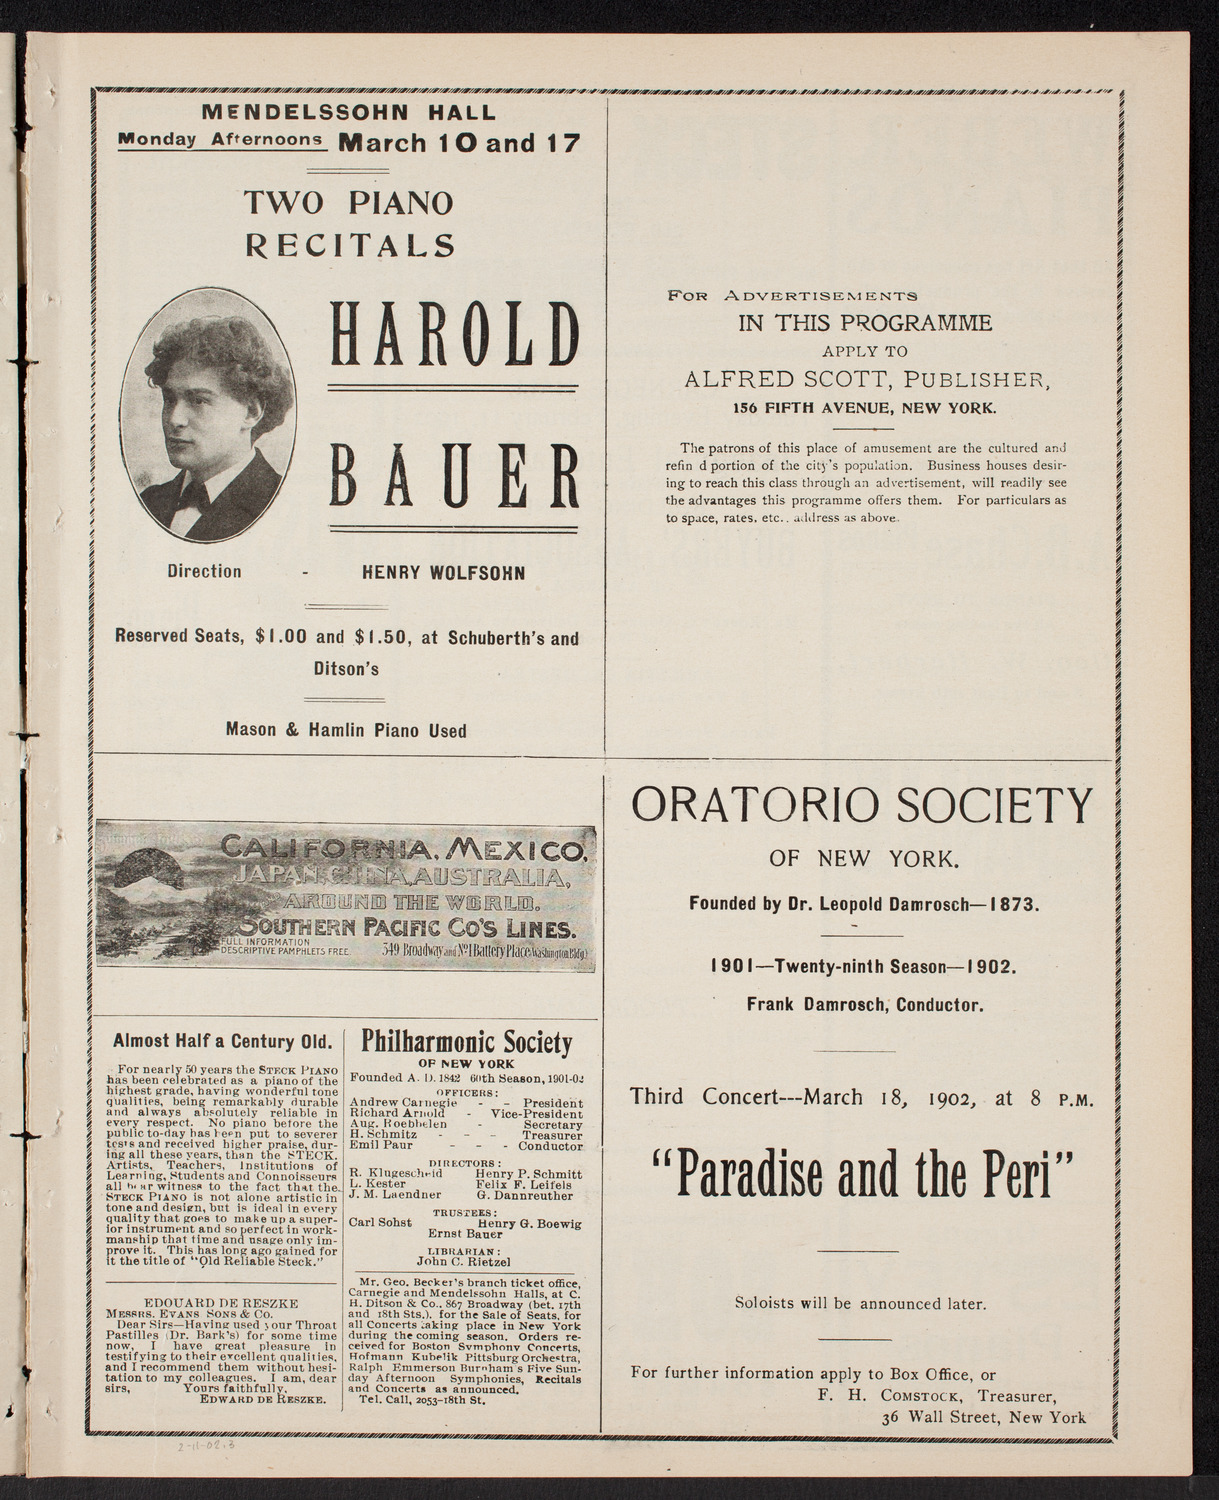 MENDELSSOHN HALL
Monday Afternoons March 10 and 17
TWO PIANO
RECITALS
HAROLD
BAUER
Direction - HENRY WOLFSOHN
Reserved Seats, $1.00 and $1.50, at Schuberth's and
Ditson's
Mason & Hamlin Piano Used
FOR ADVERTISEMENTS
IN THIS PROGRAMME
APPLY TO
ALFRED SCOTT, PUBLISHER,
156 FIFTH AVENUE, NEW YORK.
The patrons of this place of amusement are the cultured and
refin d portion of the city's population. Business houses desir-
ing to reach this class through an advertisement, will readily see
the advantages this programme offers them. For particulars as
to space, rates, etc., address as above.
CALIFORNIA, MEXICO,
JAPAN, CHINA, AUSTRALIA,
AROUND THE WORLD.
SOUTHERN PACIFIC CO'S LINES.
FULL INFORMATION
DESCRIPTIVE PAMPHLETS FREE
349 Broadway and No 1 Battery Place (Washington Bldg.)
Almost Half a Century Old.
For nearly 50 years the STECK PIANO
has been celebrated as a piano of the
highest grade, having wonderful tone
qualities, being remarkably durable
and always absolutely reliable in
every respect. No piano before the
public to-day has been put to severer
tests and received higher praise, dur-
ing all these years, than the STECK.
Artists, Teachers, Institutions of
Learning, Students and Connoisseurs
all bear witness to the fact that the
STECK PIANO is not alone artistic in
tone and design, but is ideal in every
quality that goes to make up a super-
ior instrument and so perfect in work-
manship that time and usage only im-
prove it. This has long ago gained for
it the title of "Old Reliable Steck."
EDOUARD DE RESZKE
MESSRS. EVANS SONS & CO.
Dear Sirs—Having used your Throat
Pastilles (Dr. Bark's) for some time
now, I have great pleasure in
testifying to their excellent qualities,
and I recommend them without hesi-
tation to my colleagues. I am, dear
sirs, Yours faithfully,
EDWARD DE RESZKE.
Philharmonic Society
OF NEW YORK
Founded A. D. 1842 60th Season, 1901-02
OFFICERS:
Andrew Carnegie - - President
Richard Arnold - Vice-President
Aug. Roebbelen - Secretary
H. Schmitz - - - Treasurer
Emil Paur - - - Conductor
DIRECTORS:
R. Klugescheid Henry P. Schmitt
L. Kester Felix F. Leifels
J. M. Laendner G. Dannreuther
TRUSTEES:
Carl Sohst Henry G. Boewig
Ernst Bauer
LIBRARIAN:
John C. Rietzel
Mr. Geo. Becker's branch ticket office,
Carnegie and Mendelssohn Halls, at C.
H. Ditson & Co., 867 Broadway (bet. 17th
and 18th Sts.), for the Sale of Seats, for
all Concerts taking place in New York
during the coming season. Orders re-
ceived for Boston Symphony Concerts,
Hofmann Kubelik Pittsburg Orchestra,
Ralph Emmerson Burnham's Five Sun-
day Afternoon Symphonies, Recitals
and Concerts as announced.
Tel. Call, 2053-18th St.
ORATORIO SOCIETY
OF NEW YORK.
Founded by Dr. Leopold Damrosch—1873.
1901—Twenty-ninth Season—1902.
Frank Damrosch, Conductor.
Third Concert---March 18, 1902, at 8 P.M.
"Paradise and the Peri"
Soloists will be announced later.
For further information apply to Box Office, or
F. H. COMSTOCK, Treasurer,
36 Wall Street, New York
2-11-02.3